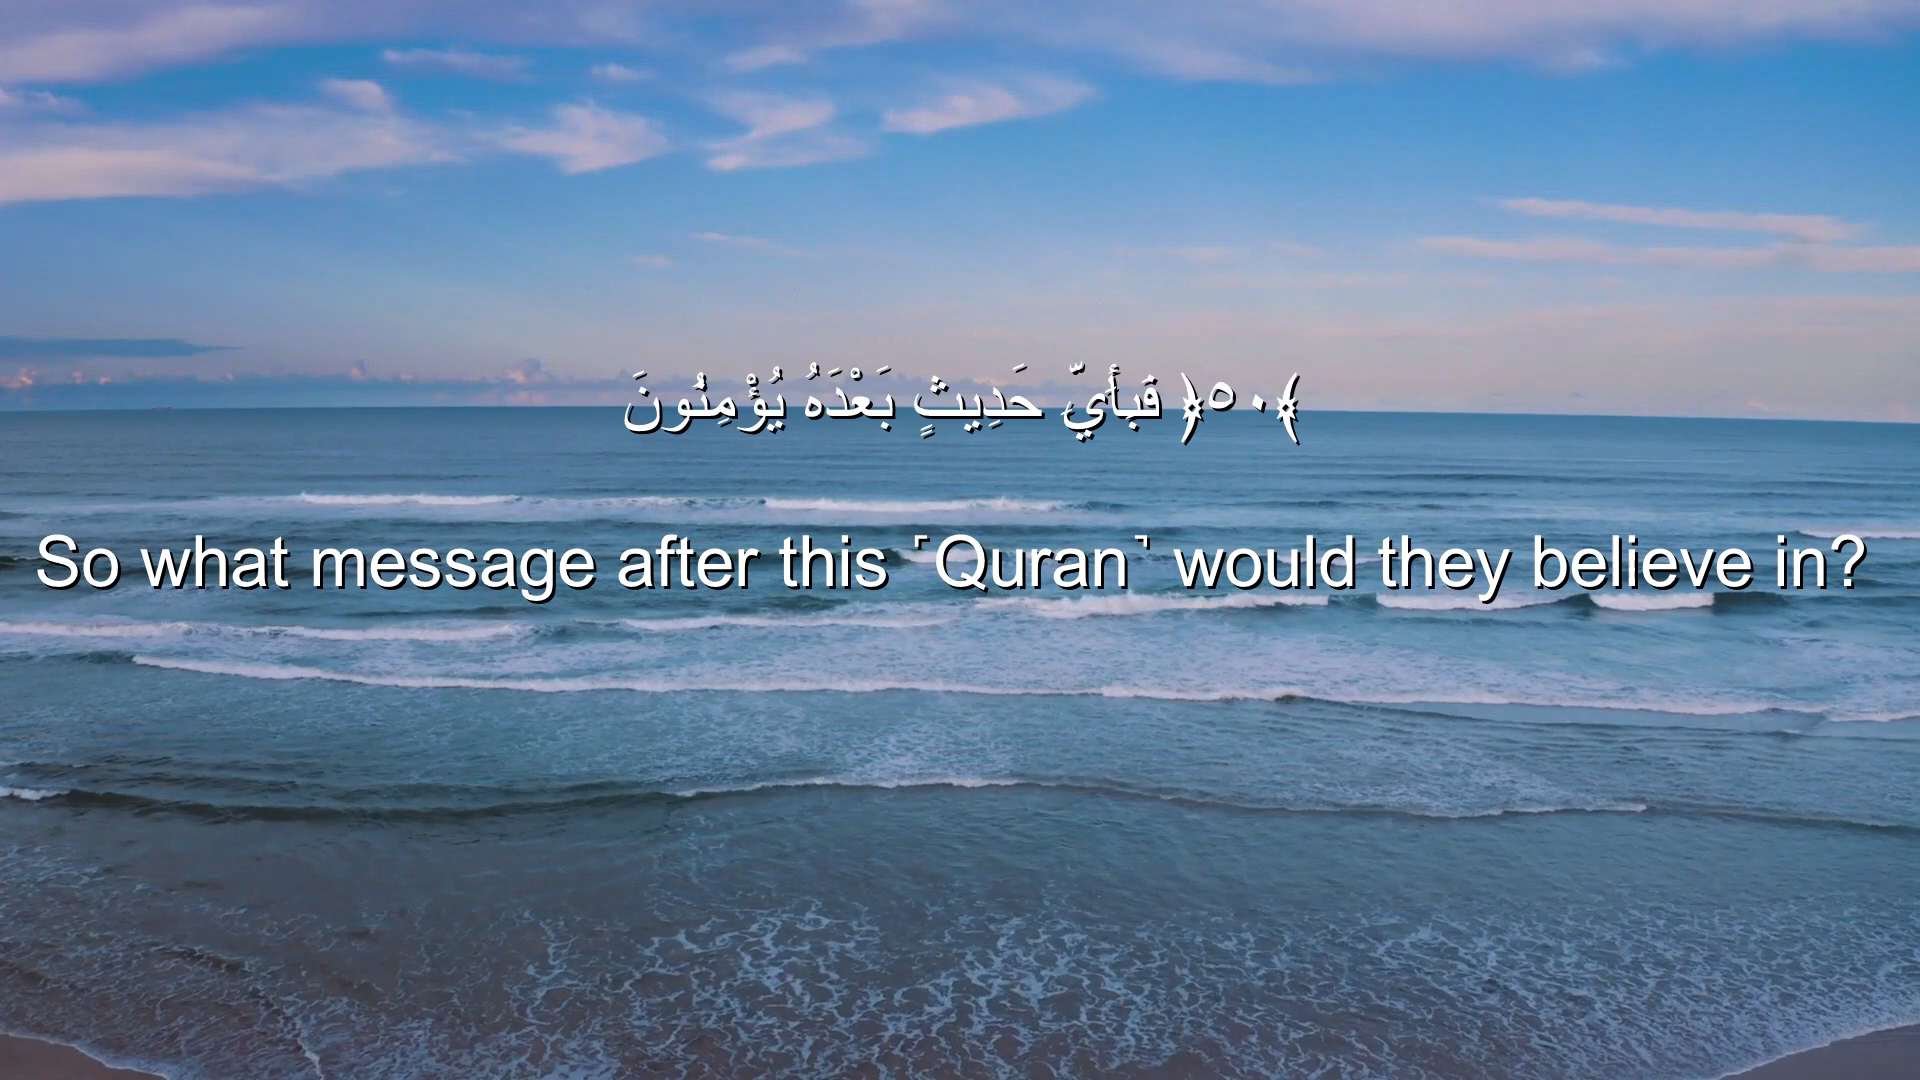 ﴿٥٠﴾ فَبِأَيِّ حَدِيثٍ بَعْدَهُ يُؤْمِنُونَ
So what message after this ˹Quran˺ would they believe in?